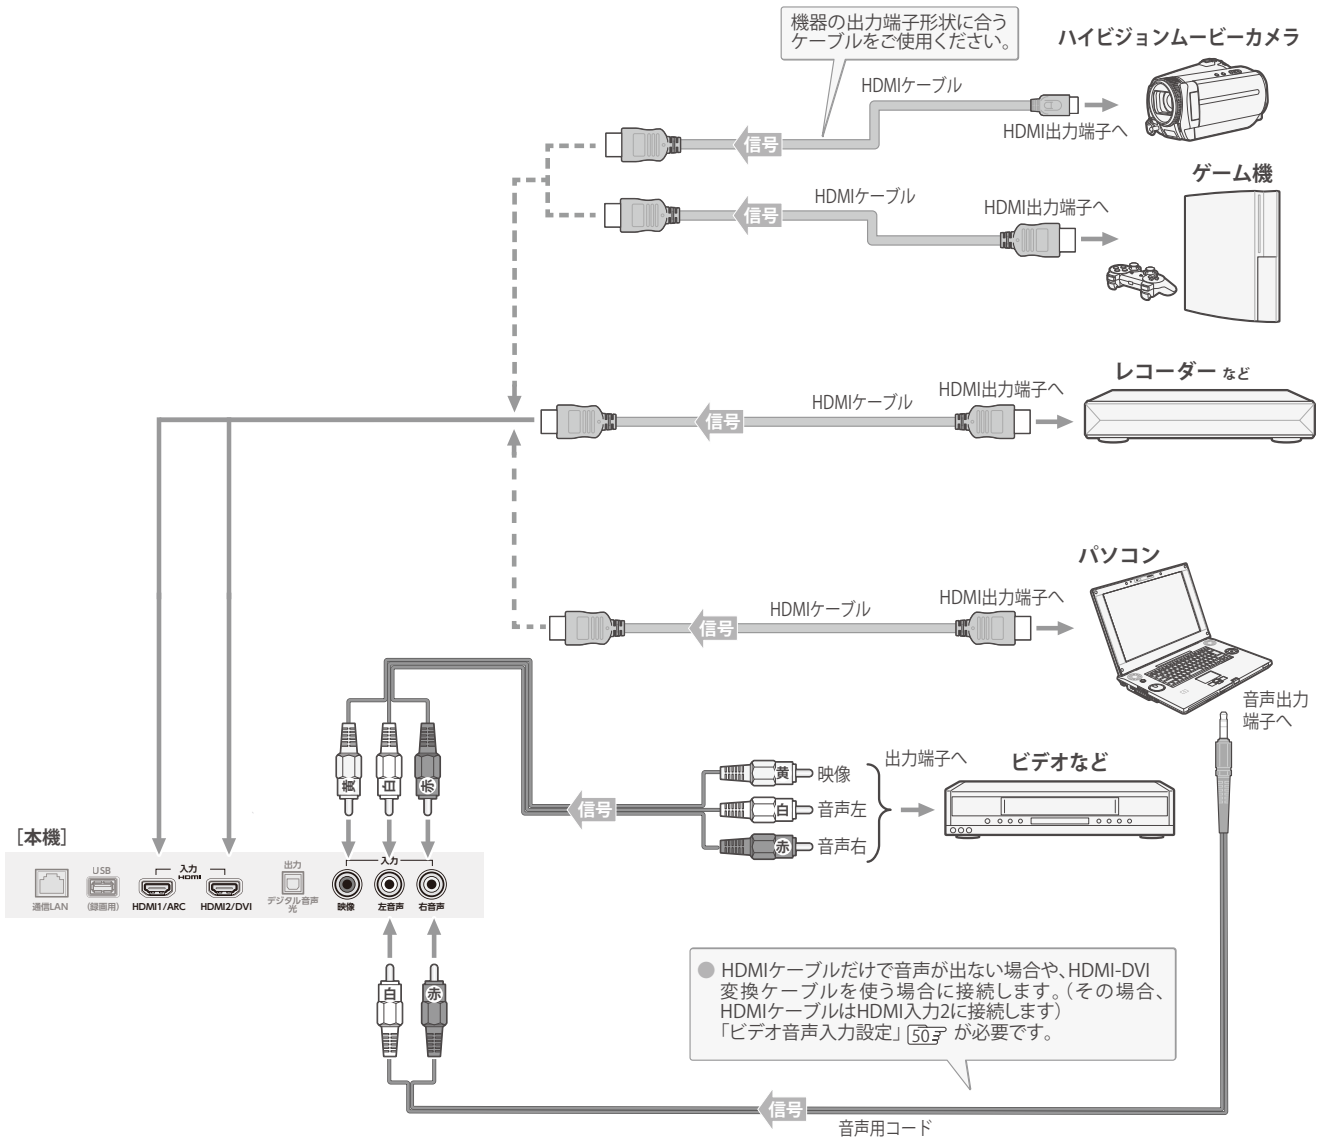 機器の出力端子形状に合う
ケーブルをご使用ください。
ハイビジョンムービーカメラ
HDMIケーブル
HDMI出力端子へ
信号
ゲーム機
HDMIケーブル
HDMI出力端子へ
信号
レコーダー など
HDMI出力端子へ
HDMIケーブル
信号
パソコン
HDMI出力端子へ
HDMIケーブル
信号
音声出力
端子へ
黄
白
赤
出力端子へ
ビデオなど
黄 映像
白 音声左
赤 音声右
信号
[本機]
入力
HDMI
出力
入力
USB
通信LAN
(録画用)
HDMI1/ARC
HDMI2/DVI
デジタル音声
光
映像
左音声
右音声
白
赤
● HDMIケーブルだけで音声が出ない場合や、HDMI-DVI
変換ケーブルを使う場合に接続します。(その場合、
HDMIケーブルはHDMI入力2に接続します)
「ビデオ音声入力設定」 50 が必要です。
信号
音声用コード